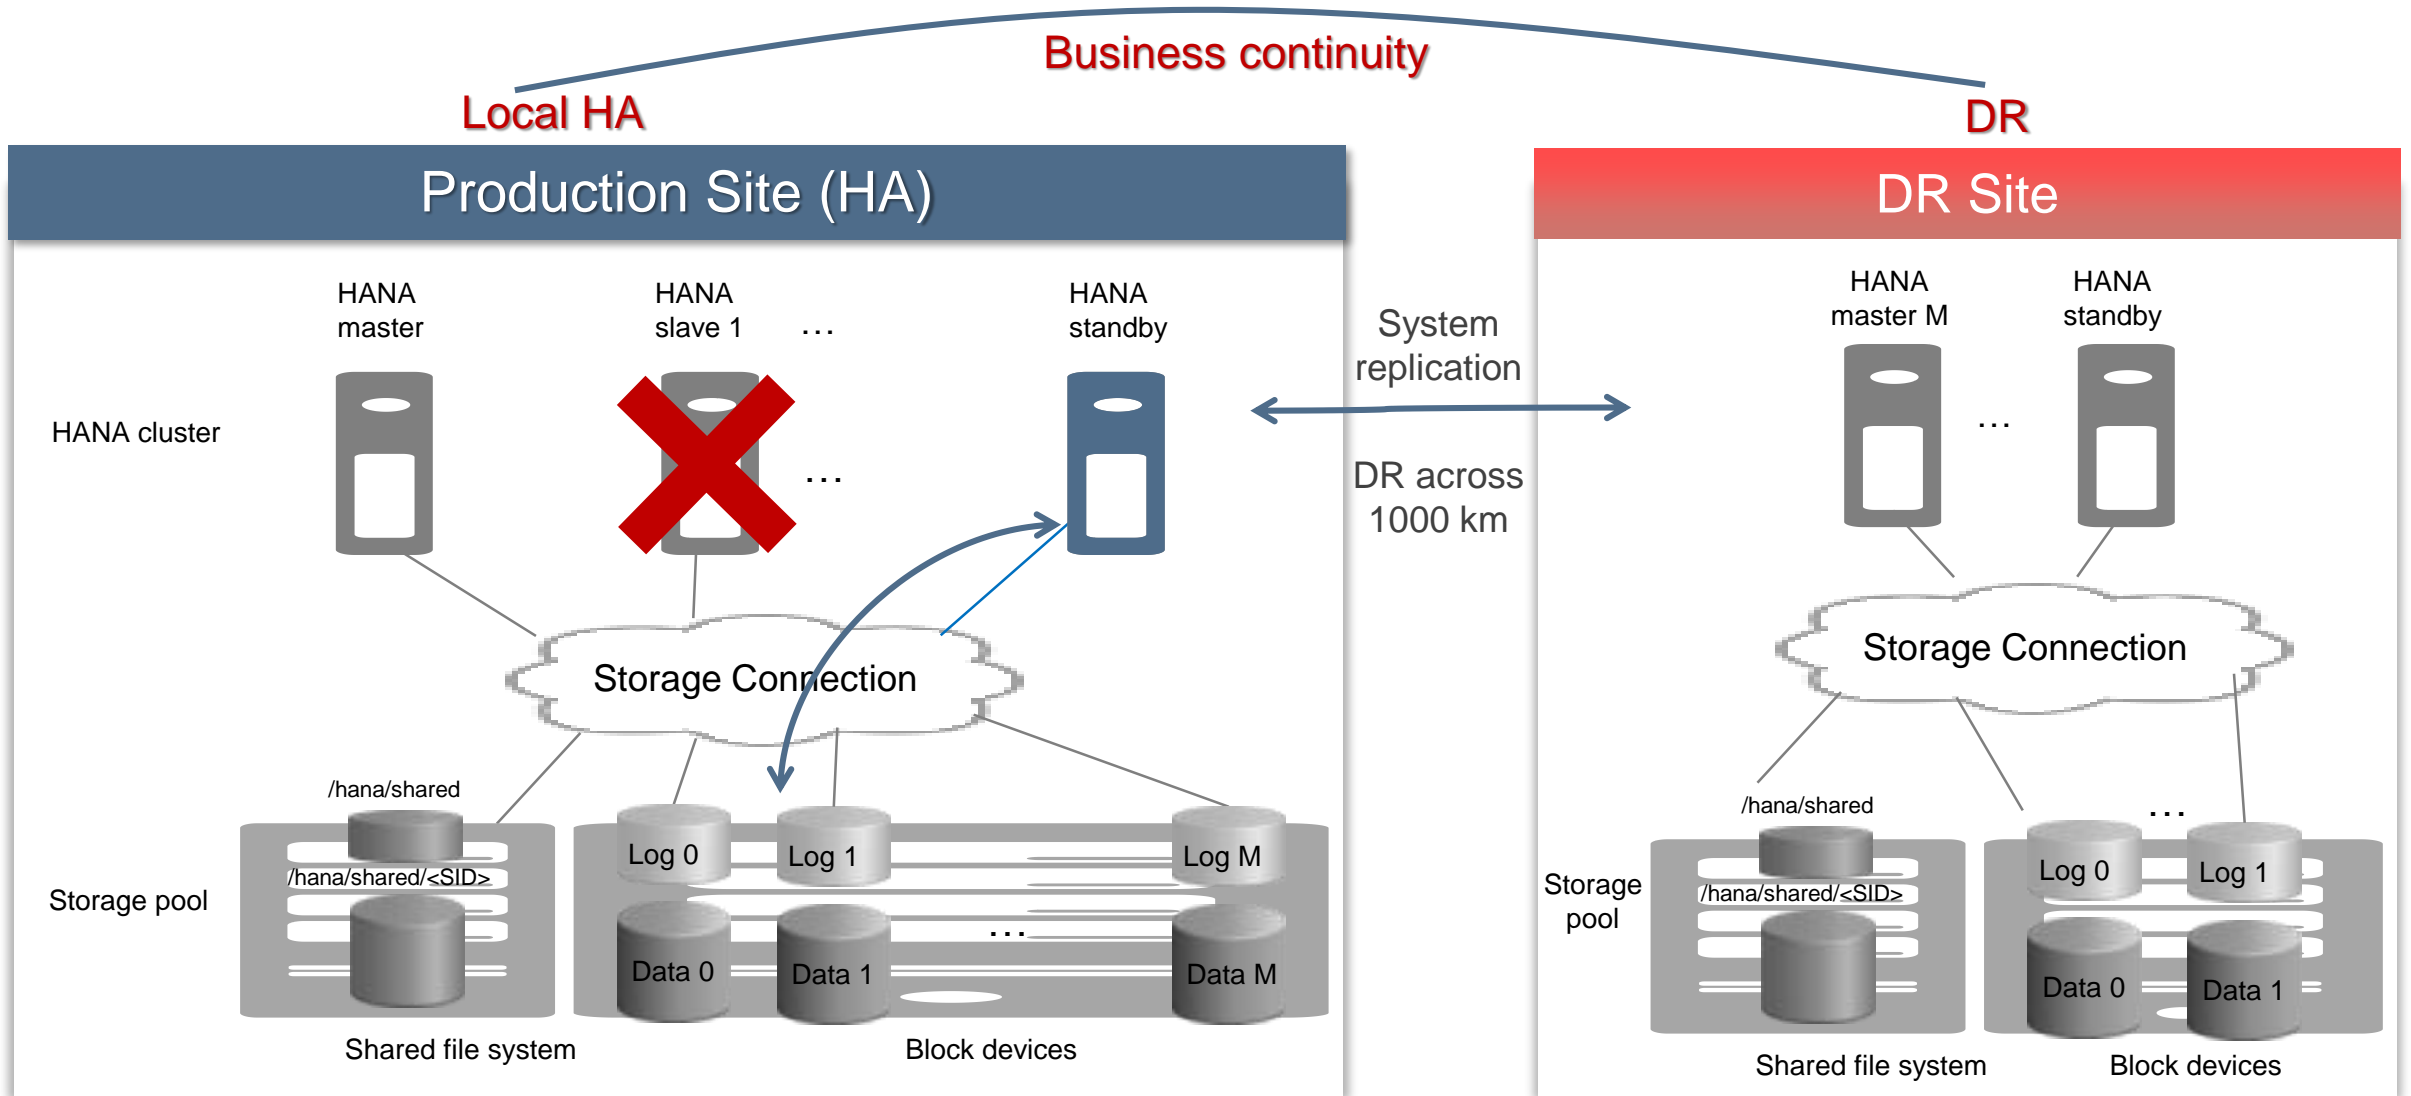 Business continuity
Local HA
DR
Production Site (HA)
DR Site
HANA
master
HANA
slave 1
...
HANA
standby
System
replication
DR across
1000 km
HANA
master M
HANA
standby
HANA cluster
...
...
Storage Connection
Storage Connection
/hana/shared
/hana/shared/<SID>
Storage pool
Log 0
Log 1
Log M
...
Data 0
Data 1
Data M
Shared file system
Block devices
/hana/shared
/hana/shared/<SID>
Storage
pool
...
Log 0
Log 1
Data 0
Data 1
Shared file system
Block devices